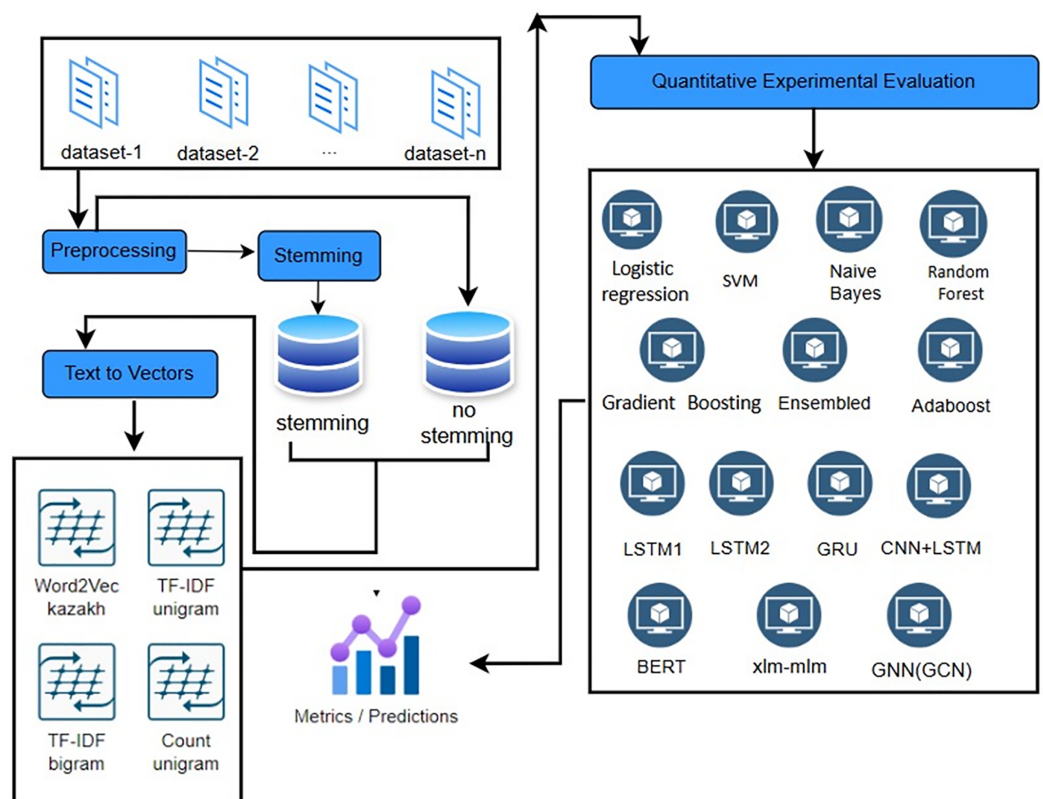 dataset-1
dataset-2
...
dataset-n
Preprocessing
Stemming
stemming
no
stemming
Text to Vectors
Word2Vec
kazakh
TF-IDF
unigram
TF-IDF
bigram
Count
unigram
Quantitative Experimental Evaluation
Logistic
regression
SVM
Naive
Bayes
Random
Forest
Gradient Boosting
Ensembled
Adaboost
LSTM1
LSTM2
GRU
CNN+LSTM
BERT
xlm-mlm
GNN(GCN)
Metrics / Predictions